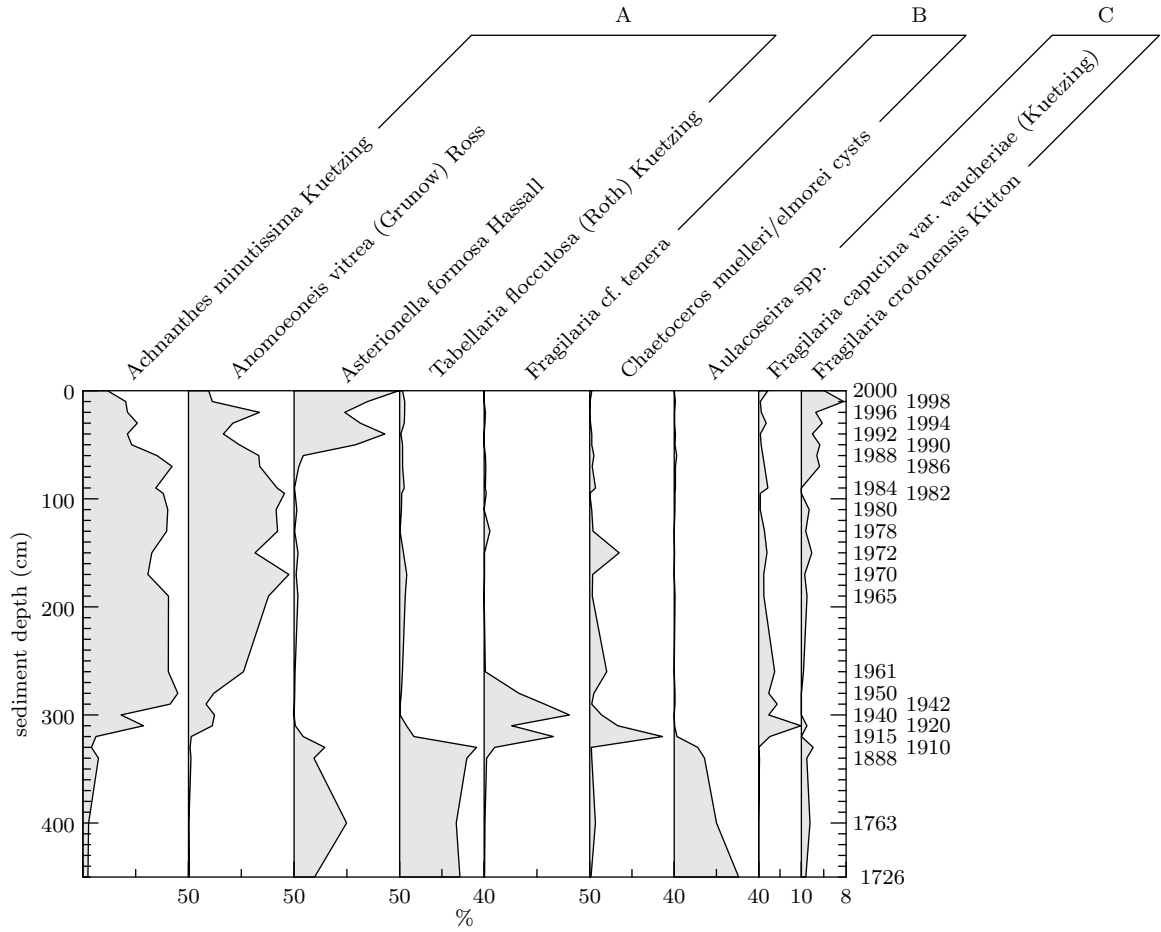 A
B
C
Achnanthes minutissima Kuetzing
Anomoeoneis vitrea (Grunow) Ross
Asterionella formosa Hassall
Tabellaria flocculosa (Roth) Kuetzing
Fragilaria cf. tenera
Chaetoceros muelleri/elmorei cysts
Aulacoseira spp.
Fragilaria capucina var. vaucheriae (Kuetzing)
Fragilaria crotonensis Kitton
sediment depth (cm)
0
100
200
300
400
2000
1998
1996
1994
1992
1990
1988
1986
1984
1982
1980
1978
1972
1970
1965
1961
1950
1942
1940
1920
1915
1910
1888
1763
1726
50 50 50 40 50 40 40 10 8
%